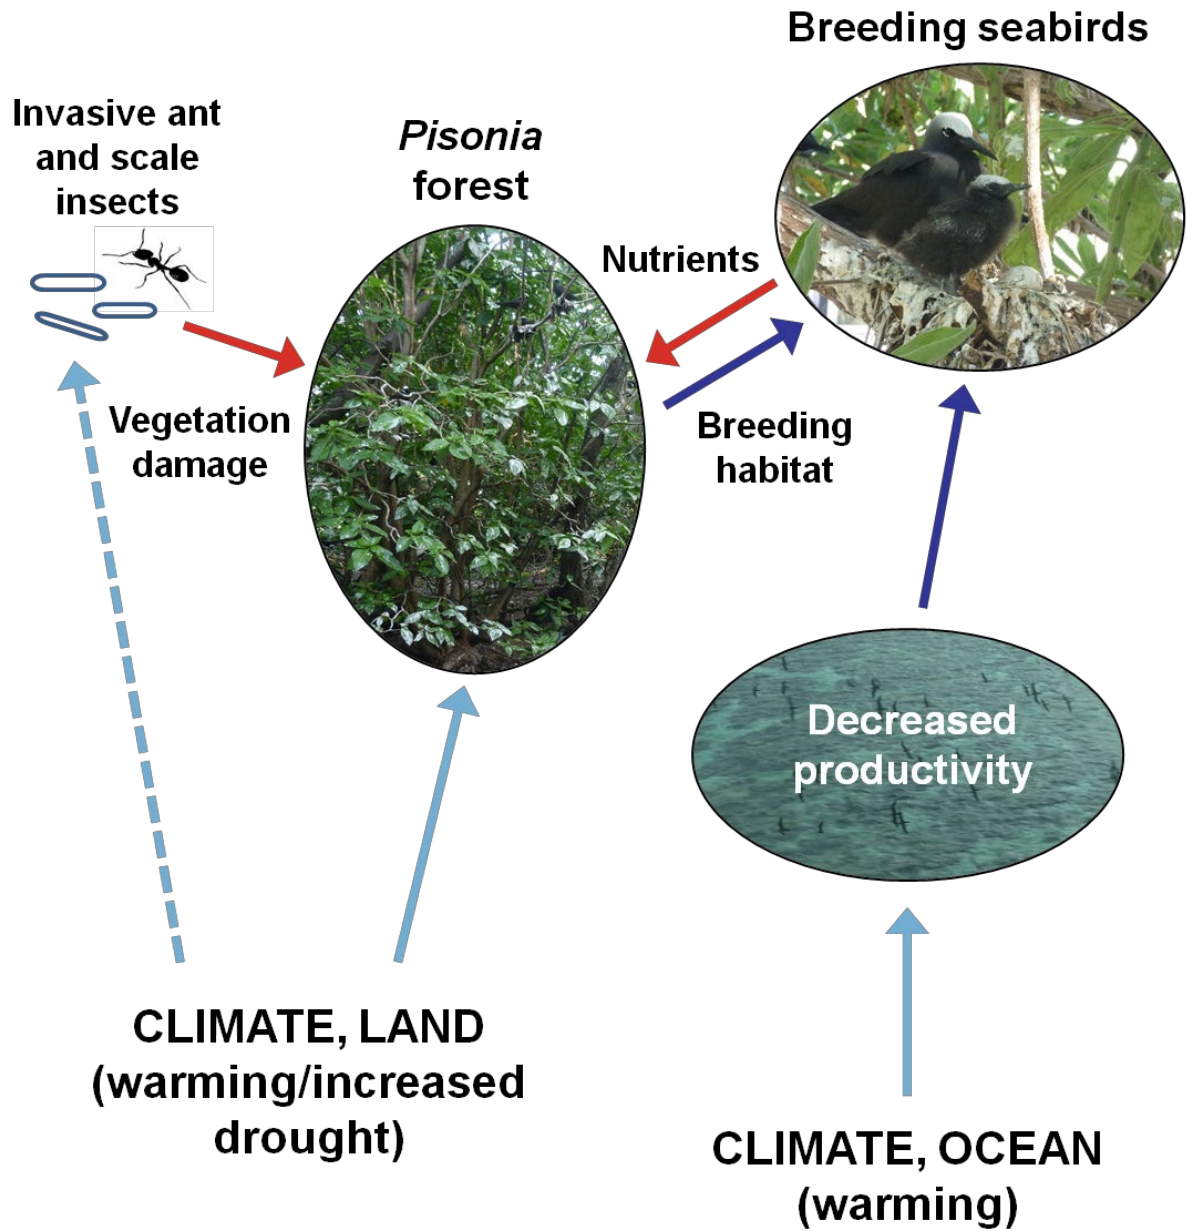 Breeding seabirds
Invasive ant
and scale
insects
Pisonia
forest
Nutrients
Vegetation
damage
Breeding
habitat
Decreased
productivity
CLIMATE, LAND
(warming/increased
drought)
CLIMATE, OCEAN
(warming)